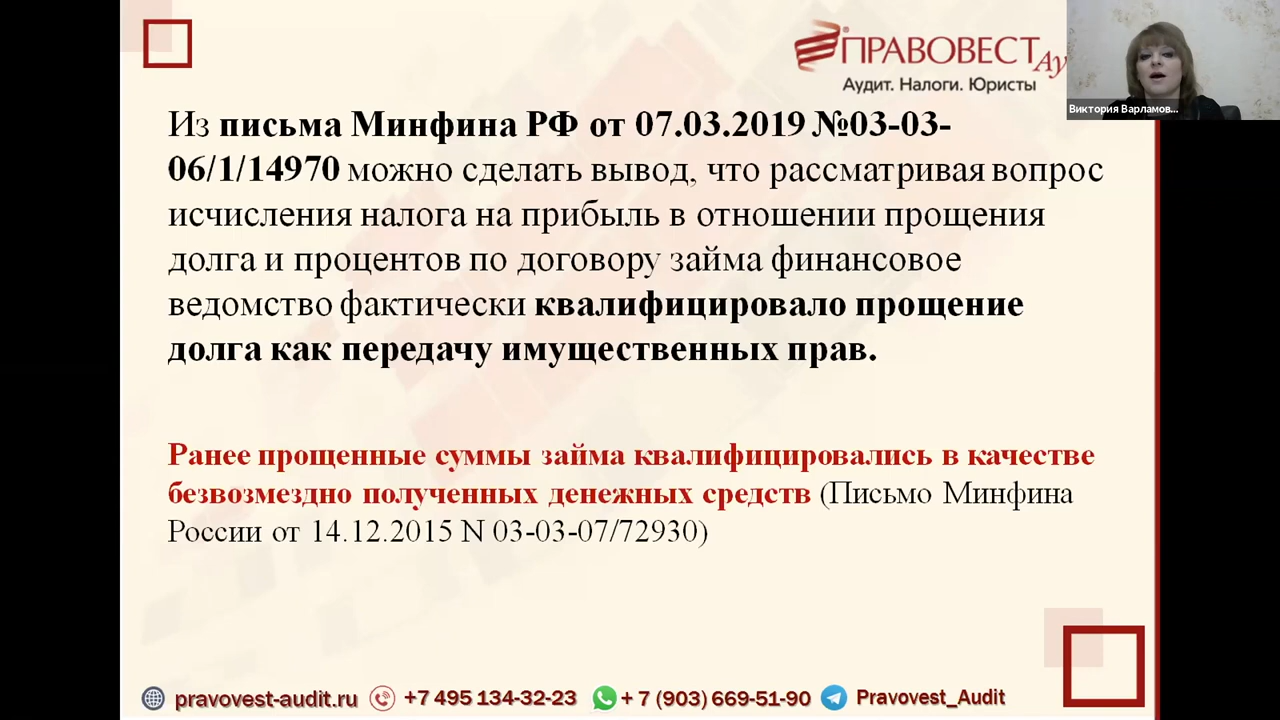 ПРАВОВЕСТ Ау
Аудит. Налоги. Юристы
Виктория Варламов...
Из письма Минфина РФ от 07.03.2019 №03-03-
06/1/14970 можно сделать вывод, что рассматривая вопрос
исчисления налога на прибыль в отношении прощения
долга и процентов по договору займа финансовое
ведомство фактически квалифицировало прощение
долга как передачу имущественных прав.
Ранее прощенные суммы займа квалифицировались в качестве
безвозмездно полученных денежных средств (Письмо Минфина
России от 14.12.2015 N 03-03-07/72930)
pravovest-audit.ru +7 495 134-32-23 + 7 (903) 669-51-90 Pravovest_Audit